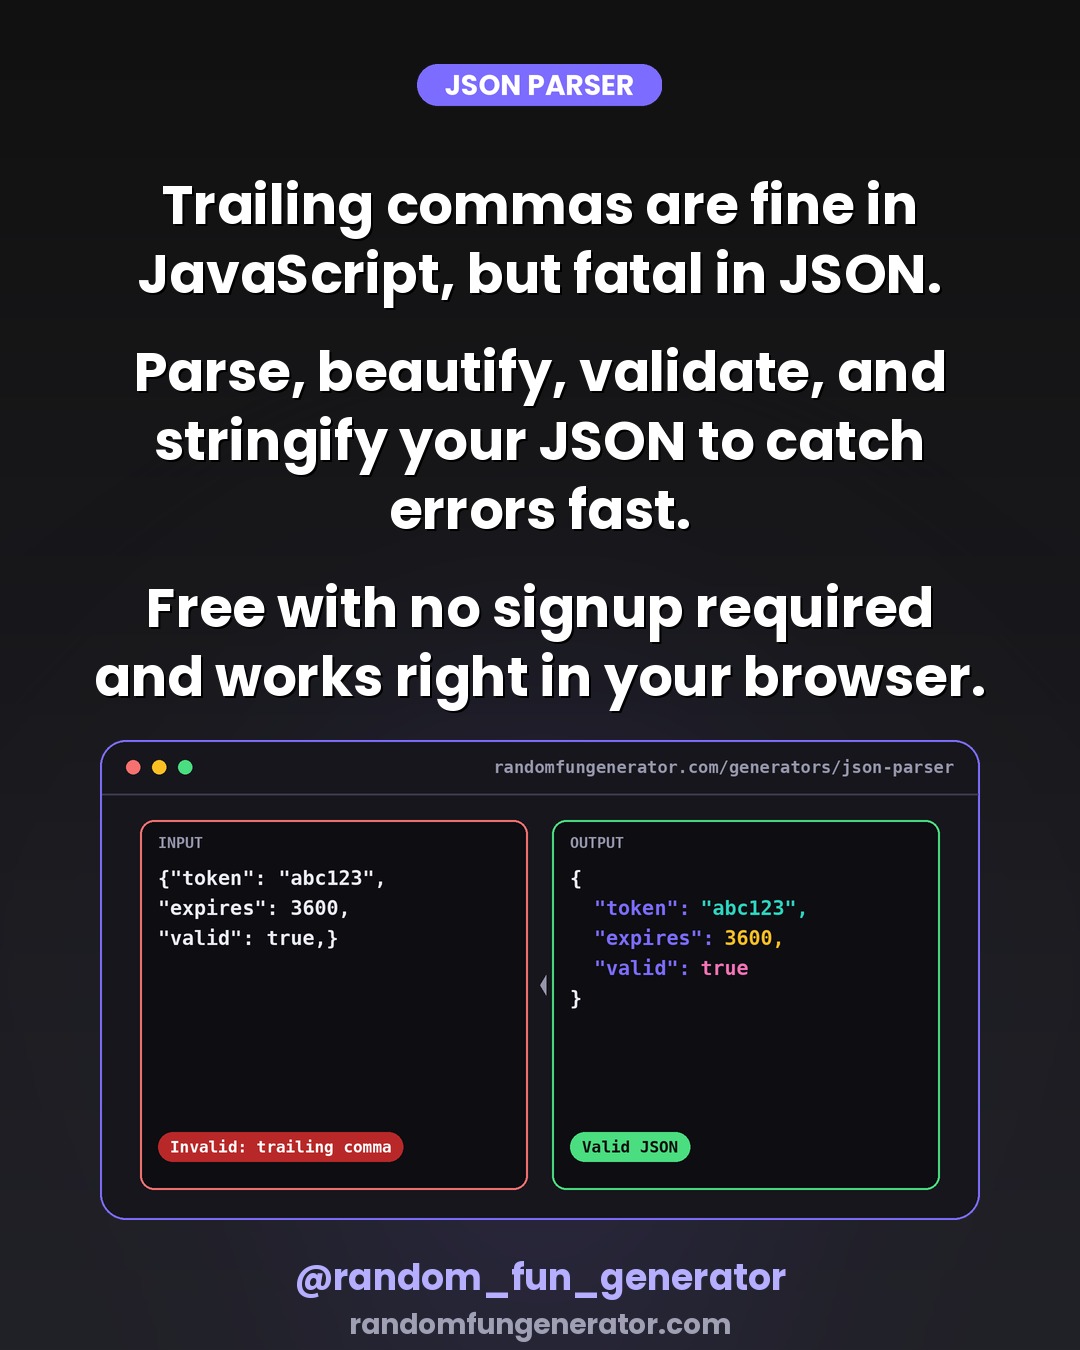 JSON PARSER
Trailing commas are fine in
JavaScript, but fatal in JSON.
Parse, beautify, validate, and
stringify your JSON to catch
errors fast.
Free with no signup required
and works right in your browser.
randomfungenerator.com/generators/json-parser
INPUT
{"token": "abc123",
"expires": 3600,
"valid": true,}
Invalid: trailing comma
OUTPUT
{
  "token": "abc123",
  "expires": 3600,
  "valid": true
}
Valid JSON
@random_fun_generator
randomfungenerator.com